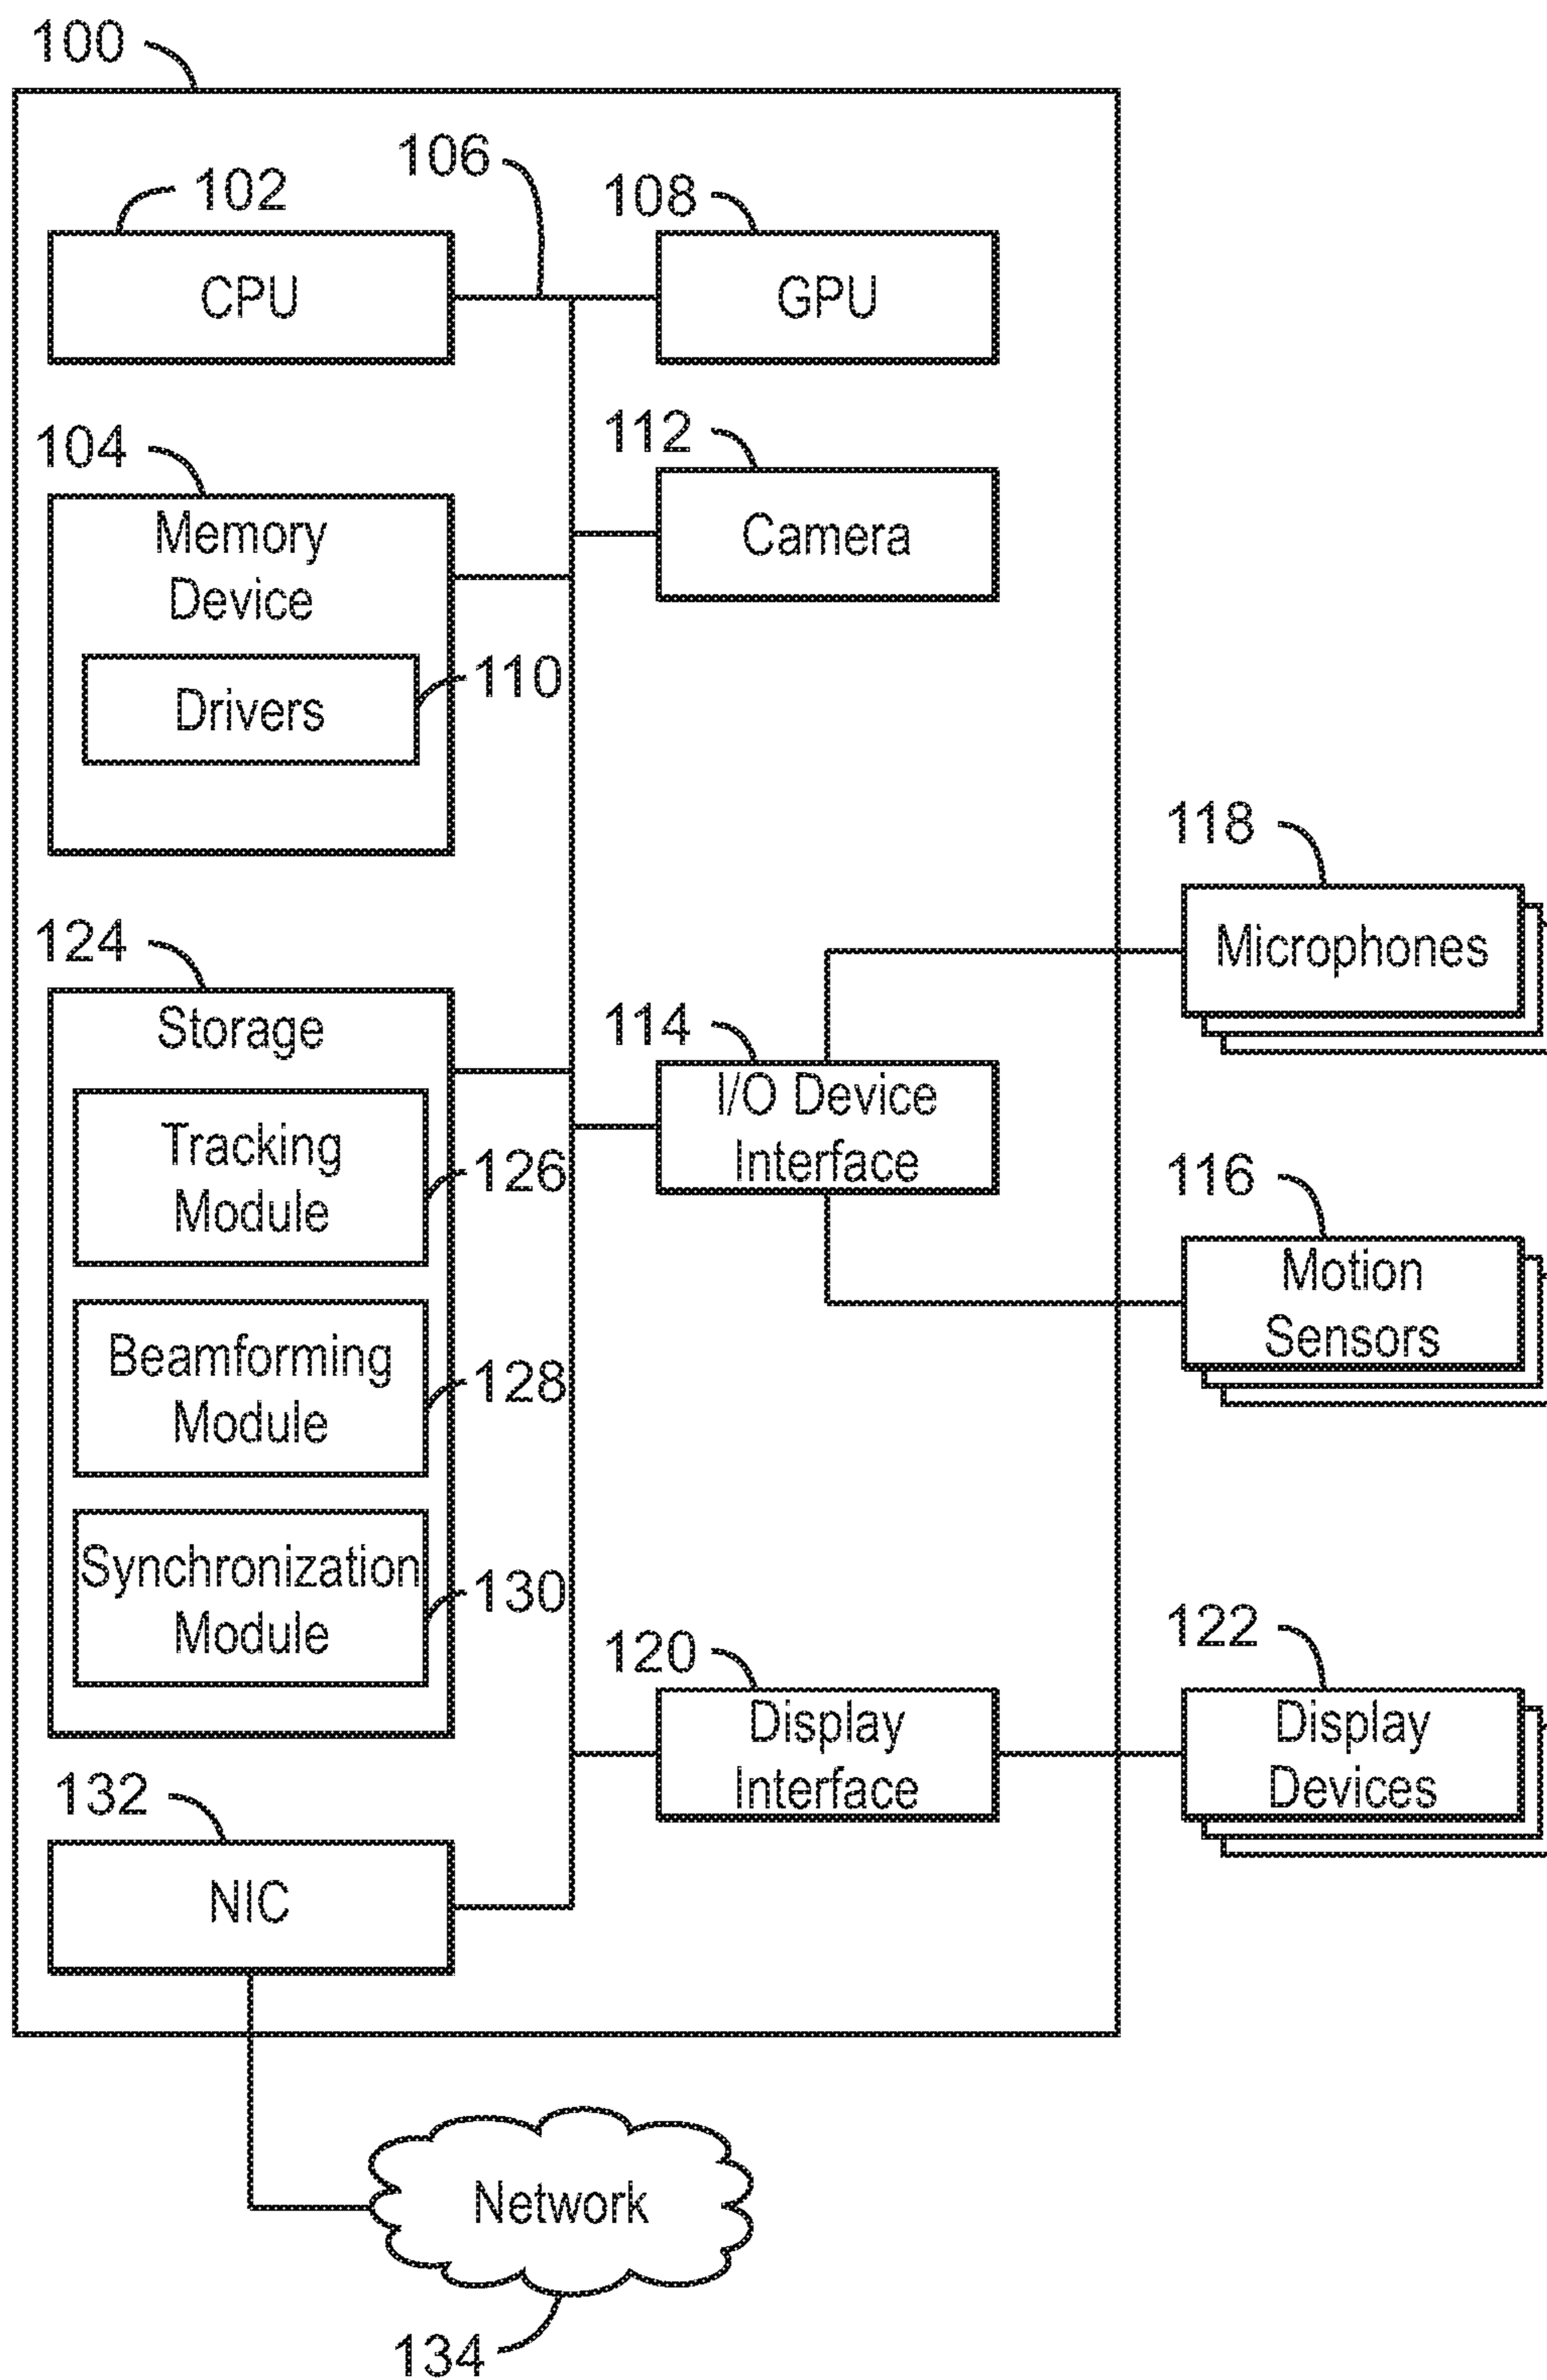 100
106
102
108
CPU
GPU
104
112
Memory
Device
Camera
110
Drivers
118
Microphones
124
Storage
114
I/O Device
Interface
Tracking
Module
126
116
Motion
Sensors
Beamforming
Module
128
Synchronization
Module
130
120
Display
Interface
122
Display
Devices
132
NIC
Network
134